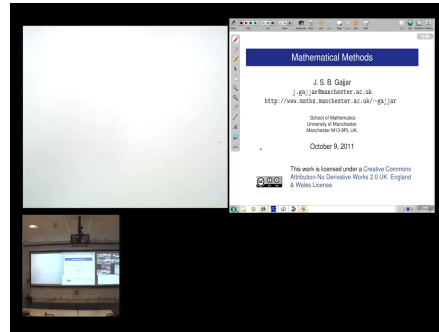 Mathematical Methods
J. S. B. Gajjar
j.gajjar@manchester.ac.uk
http://www.maths.manchester.ac.uk/~gajjar
School of Mathematics
University of Manchester,
Manchester M13 9PL UK.
October 9, 2011
This work is licensed under a Creative Commons
Attribution-No Derivative Works 2.0 UK: England
& Wales License.